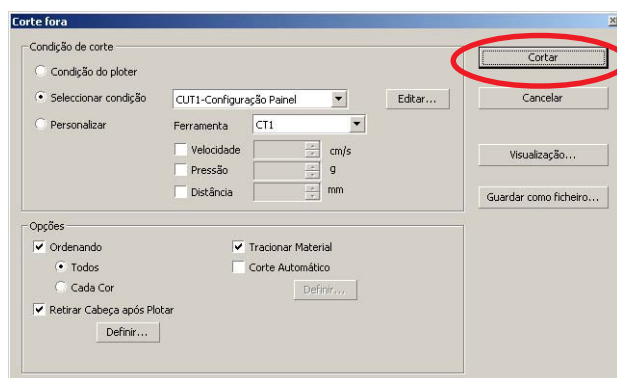 Corte fora
Condição de corte
Condição do ploter
Seleccionar condição CUT1-Configuração Painel Editar...
Personalizar Ferramenta CT1
Velocidade cm/s
Pressão g
Distância mm
Opções
Ordenando Tracionar Material
Todos Corte Automático
Cada Cor Definir...
Retirar Cabeça após Plotar
Definir...
Cortar
Cancelar
Visualização...
Guardar como ficheiro...